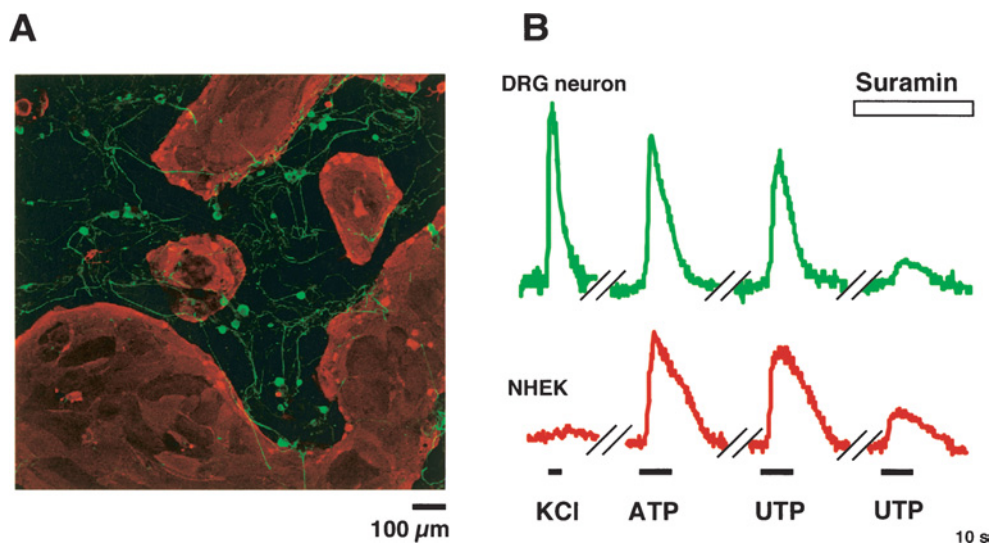 A
B
DRG neuron
Suramin
NHEK
KCl
ATP
UTP
UTP
100 µm
10 s